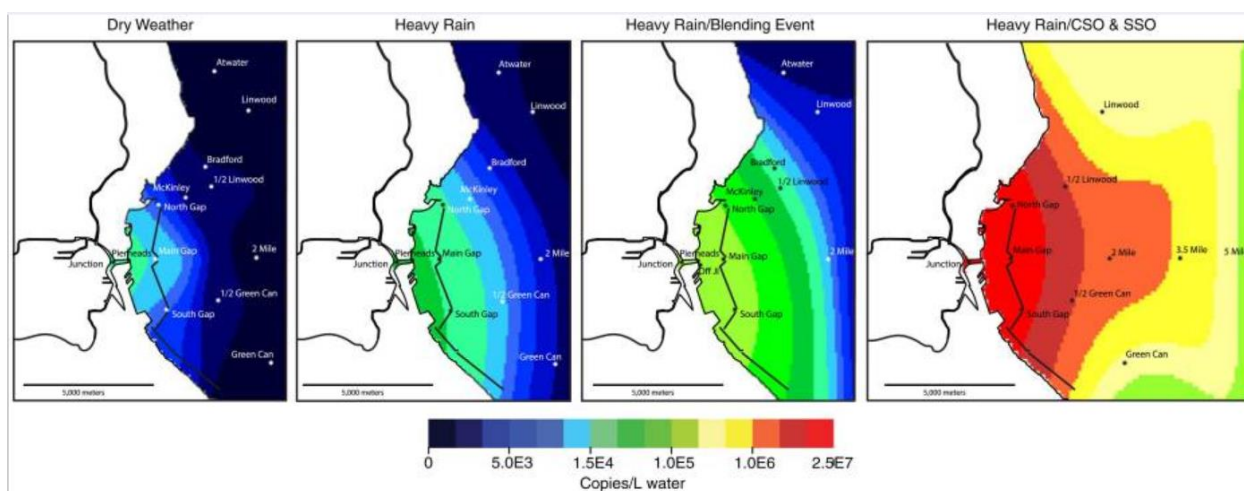 Dry Weather
Heavy Rain
Heavy Rain/Blending Event
Heavy Rain/CSO & SSO
Atwater
Linwood
Bradford
1/2 Linwood
McKinley
North Gap
Pierheads
Main Gap
2 Mile
Junction
1/2 Green Can
South Gap
Green Can
5,000 meters
Atwater
Linwood
Bradford
McKinley
North Gap
Pierheads
Main Gap
2 Mile
Junction
1/2 Green Can
South Gap
Green Can
5,000 meters
Atwater
Linwood
Bradford
1/2 Linwood
McKinley
North Gap
Pierheads
Main Gap
2 Mile
Junction
Off Jl
South Gap
5,000 meters
Linwood
1/2 Linwood
North Gap
Main Gap
2 Mile
3.5 Mile
5 Mile
Junction
1/2 Green Can
South Gap
Green Can
5,000 meters
0 5.0E3 1.5E4 1.0E5 1.0E6 2.5E7
Copies/L water